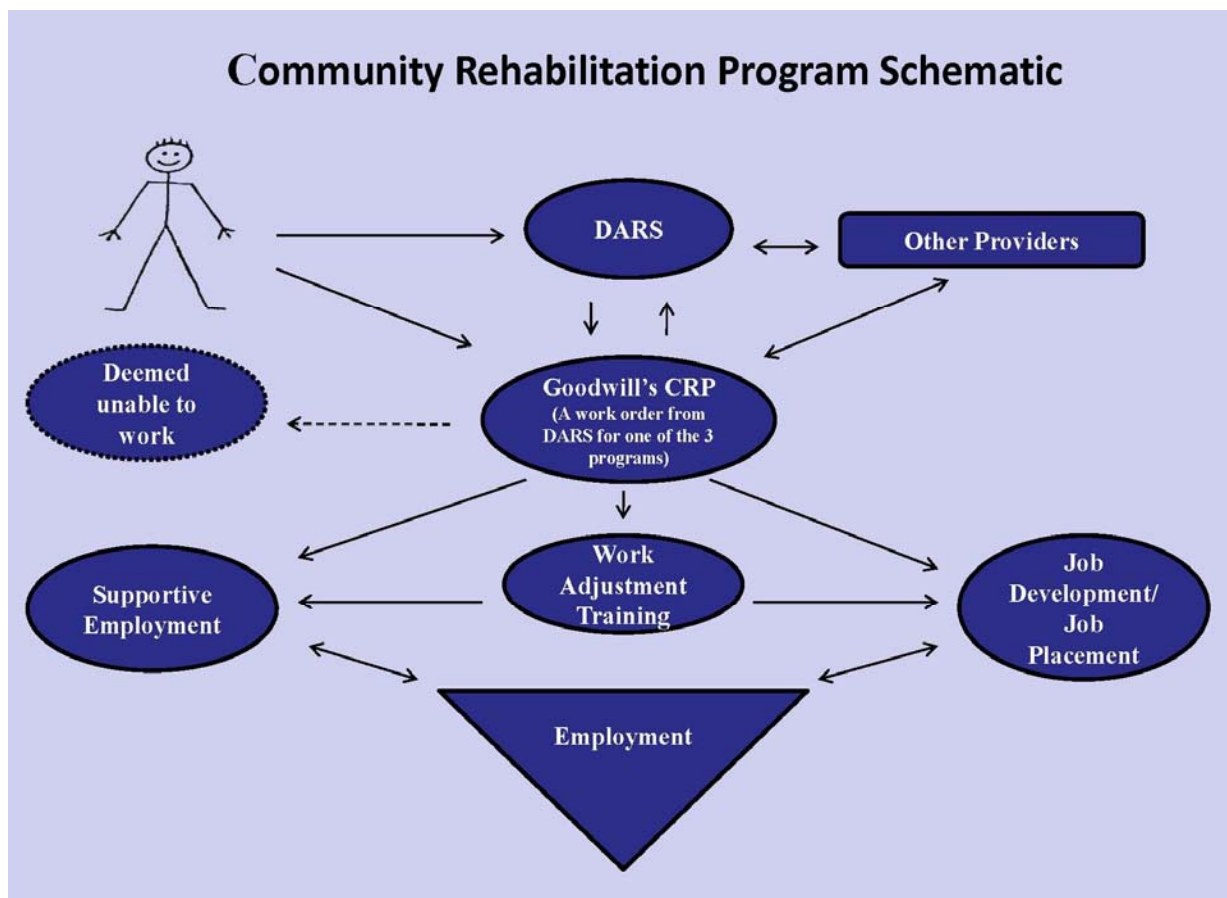 Community Rehabilitation Program Schematic
DARS
Other Providers
Deemed
unable to
work
Goodwill's CRP
(A work order from
DARS for one of the 3
programs)
Supportive
Employment
Work
Adjustment
Training
Job
Development/
Job
Placement
Employment